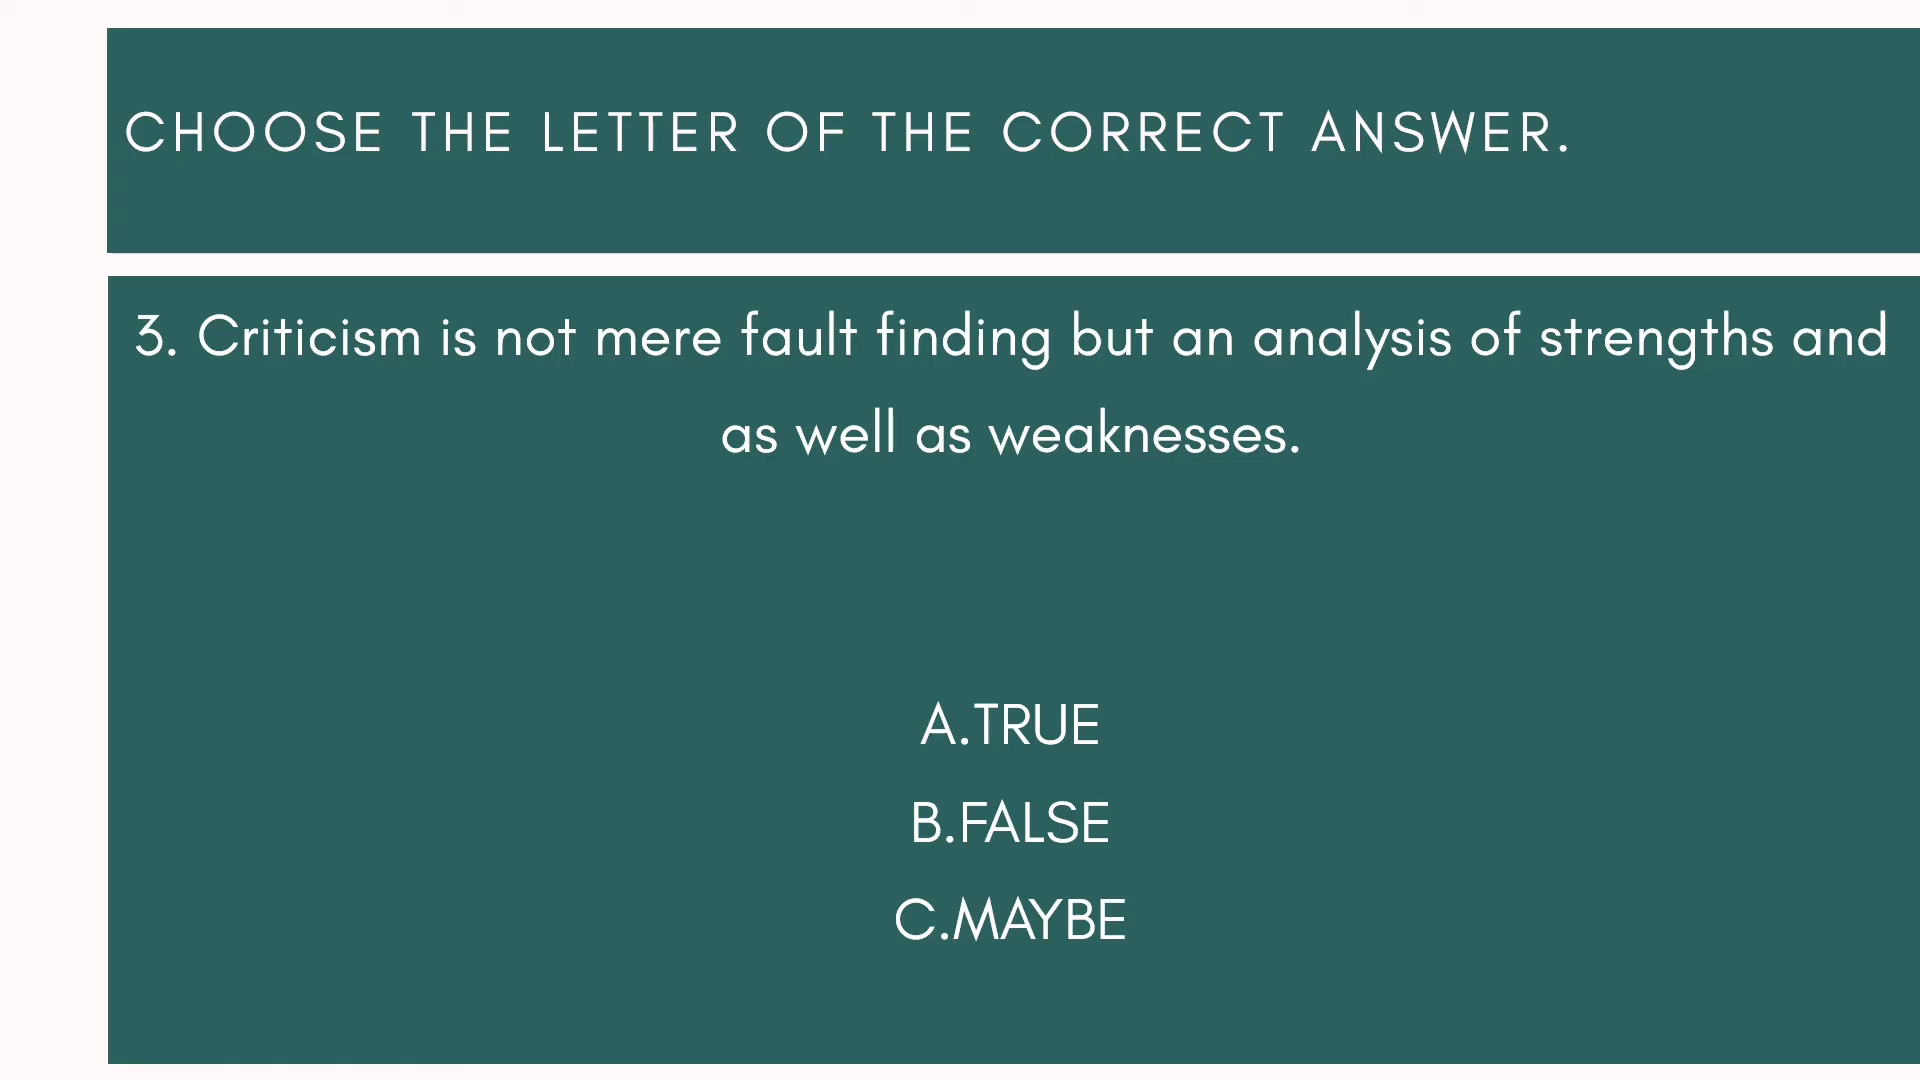 CHOOSE THE LETTER OF THE CORRECT ANSWER.
3. Criticism is not mere fault finding but an analysis of strengths and
as well as weaknesses.
A.TRUE
B.FALSE
C.MAYBE